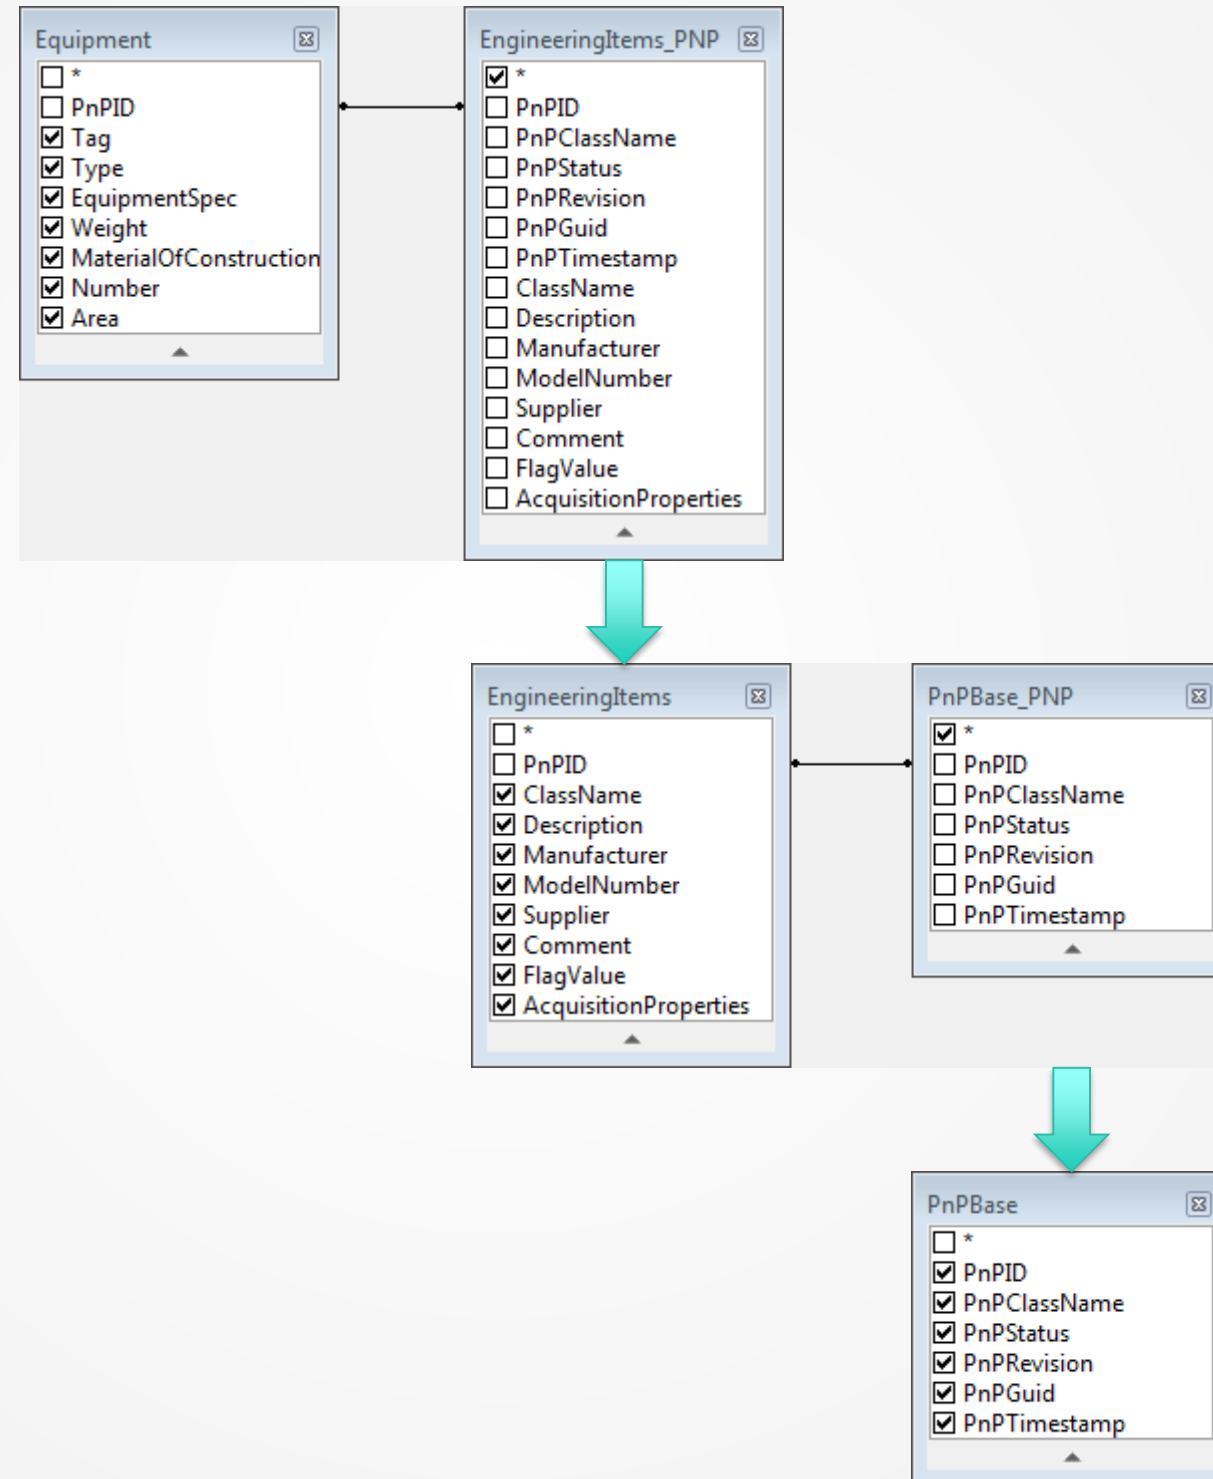 Equipment
*
PnPID
Tag
Type
EquipmentSpec
Weight
MaterialOfConstruction
Number
Area
EngineeringItems_PNP
*
PnPID
PnPClassName
PnPStatus
PnPRevision
PnPGuid
PnPTimestamp
ClassName
Description
Manufacturer
ModelNumber
Supplier
Comment
FlagValue
AcquisitionProperties
EngineeringItems
*
PnPID
ClassName
Description
Manufacturer
ModelNumber
Supplier
Comment
FlagValue
AcquisitionProperties
PnPBase_PNP
*
PnPID
PnPClassName
PnPStatus
PnPRevision
PnPGuid
PnPTimestamp
PnPBase
*
PnPID
PnPClassName
PnPStatus
PnPRevision
PnPGuid
PnPTimestamp